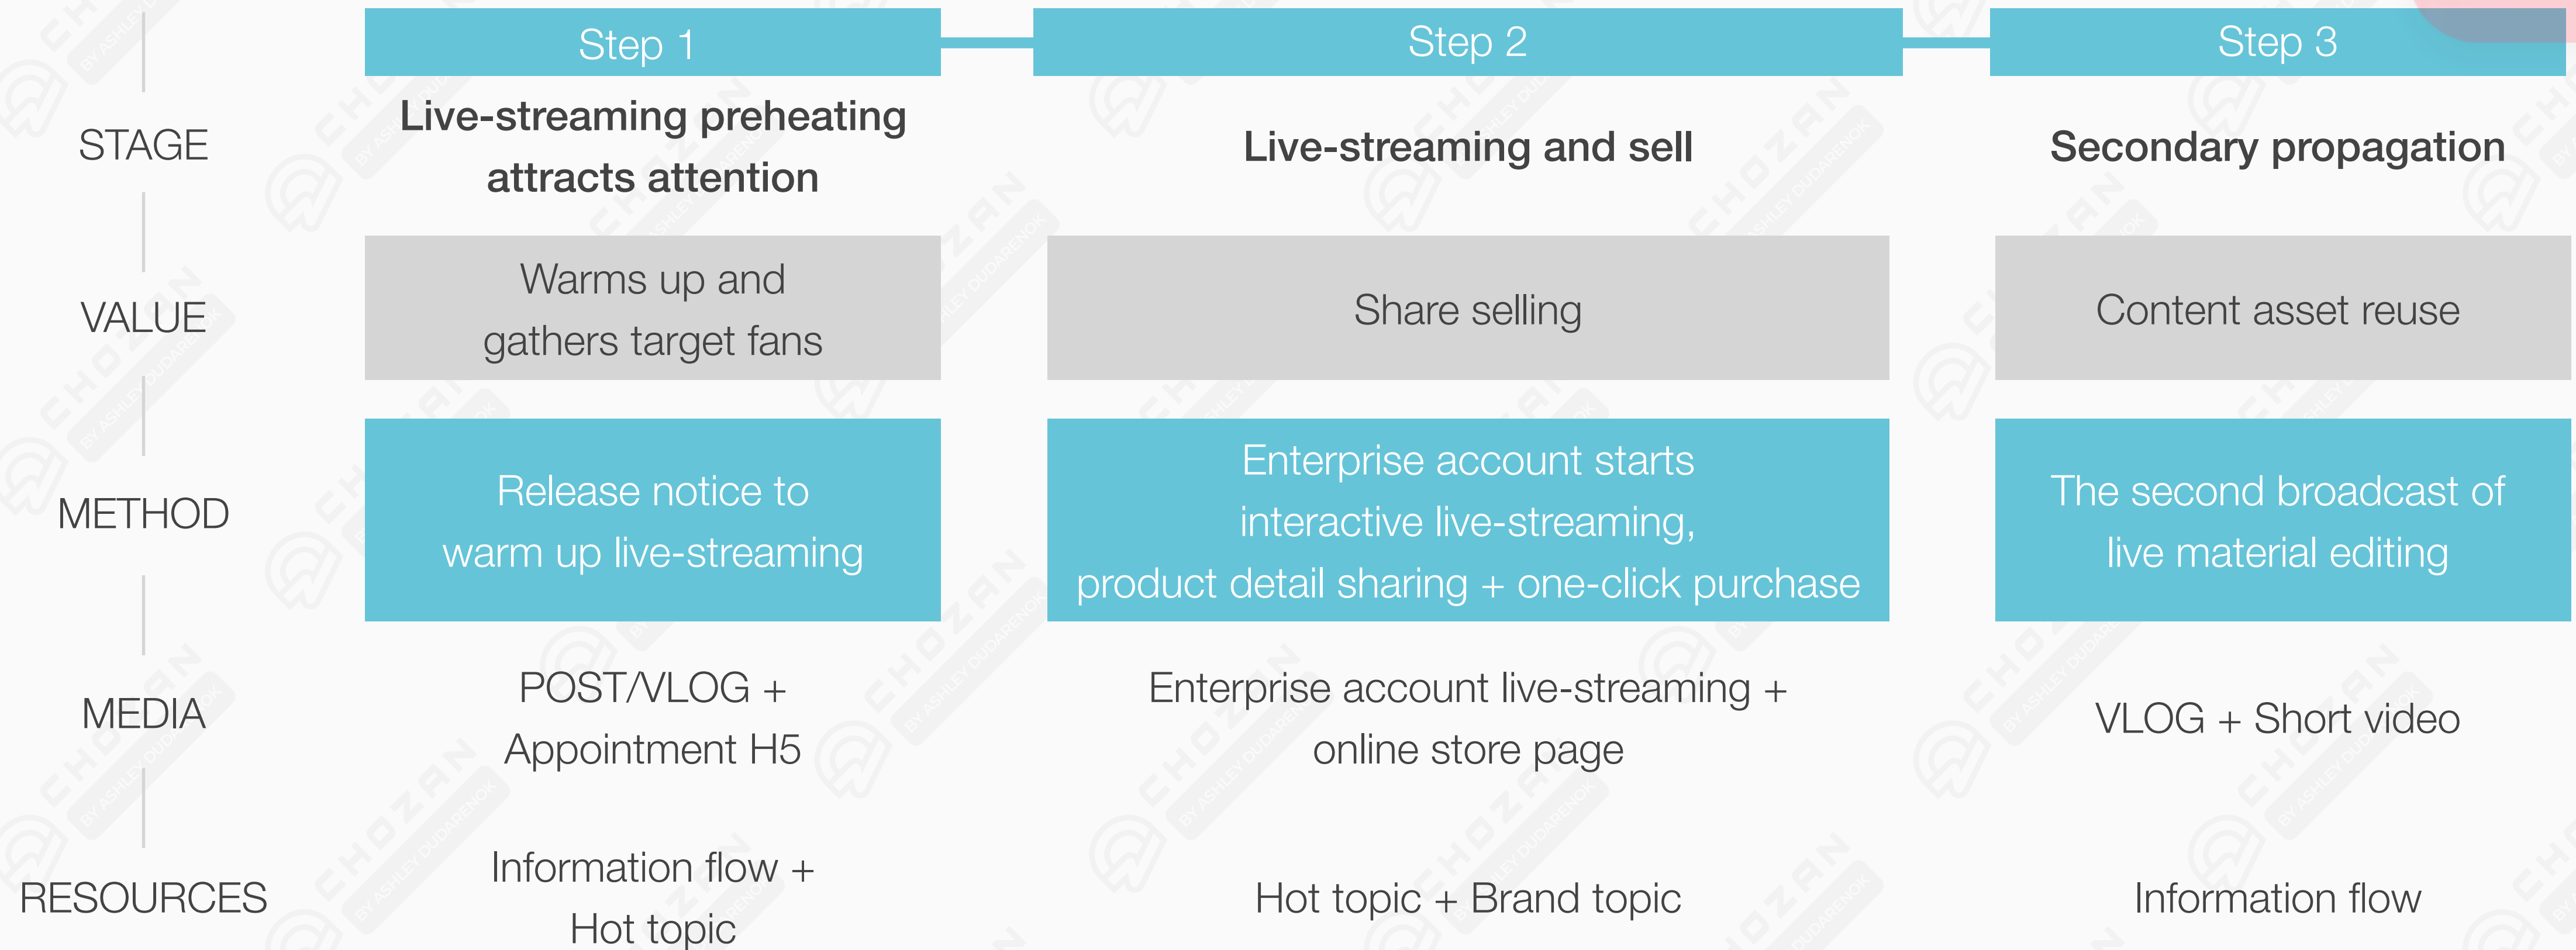 Step 1
Step 2
Step 3
STAGE
Live-streaming preheating
attracts attention
Live-streaming and sell
Secondary propagation
VALUE
Warms up and
gathers target fans
Share selling
Content asset reuse
METHOD
Release notice to
warm up live-streaming
Enterprise account starts
interactive live-streaming,
product detail sharing + one-click purchase
The second broadcast of
live material editing
MEDIA
POST/VLOG +
Appointment H5
Enterprise account live-streaming +
online store page
VLOG + Short video
RESOURCES
Information flow +
Hot topic
Hot topic + Brand topic
Information flow
CHOZAN
BY ASHLEY DUDARENOK